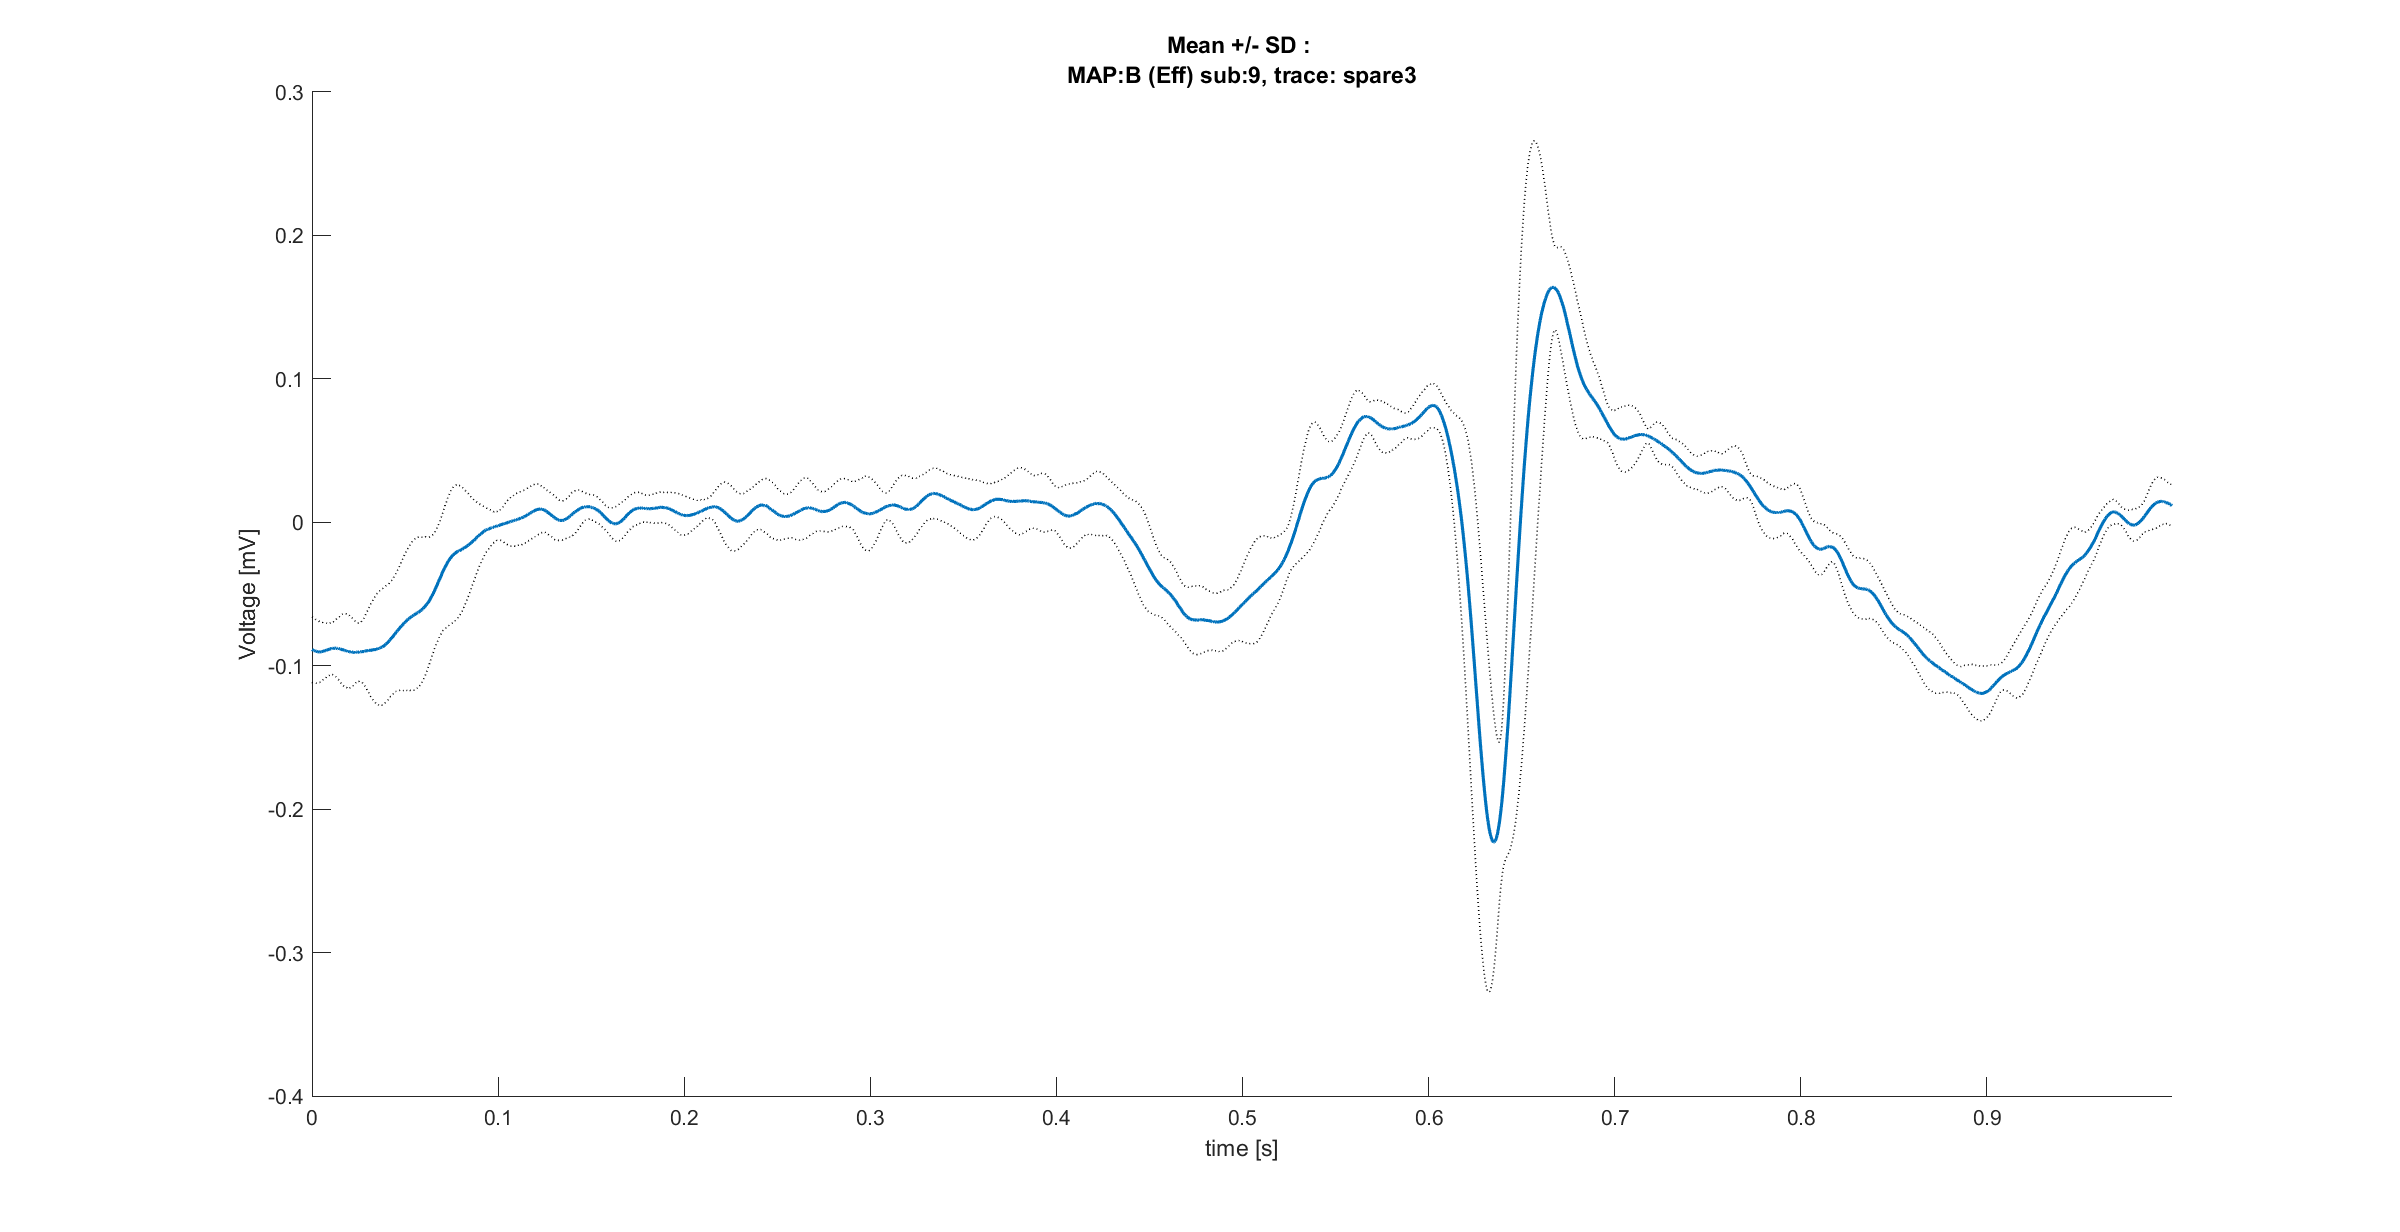 Mean +/- SD :
MAP:B (Eff) sub:9, trace: spare3
0.3
0.2
0.1
0
-0.1
-0.2
-0.3
-0.4
Voltage [mV]
0 0.1 0.2 0.3 0.4 0.5 0.6 0.7 0.8 0.9
time [s]